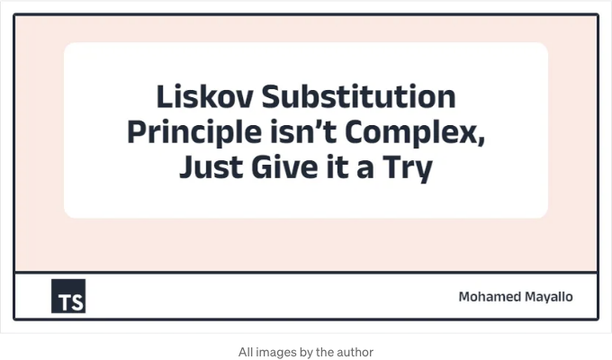 Liskov Substitution
Principle isn’t Complex,
Just Give it a Try
TS
Mohamed Mayallo
All images by the author